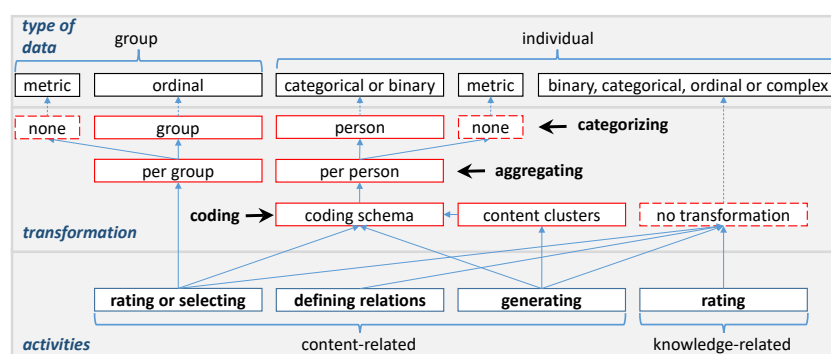 type of
data
group
individual
metric
ordinal
categorical or binary
metric
binary, categorical, ordinal or complex
none
group
person
none
categorizing
per group
per person
aggregating
coding
coding schema
content clusters
no transformation
transformation
rating or selecting
defining relations
generating
rating
activities
content-related
knowledge-related